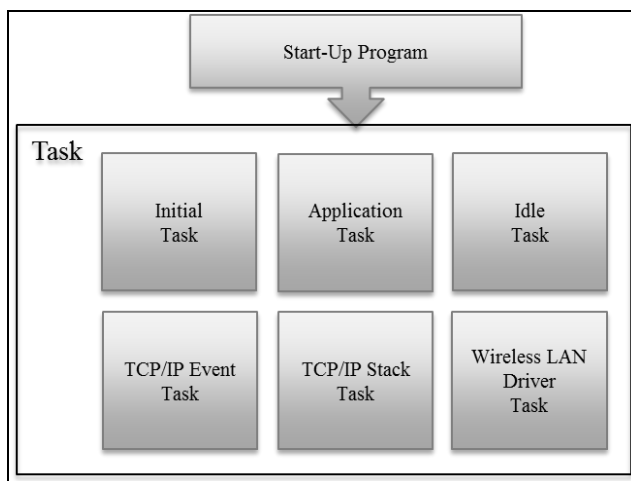 Start-Up Program
Task
Initial
Task
Application
Task
Idle
Task
TCP/IP Event
Task
TCP/IP Stack
Task
Wireless LAN
Driver
Task